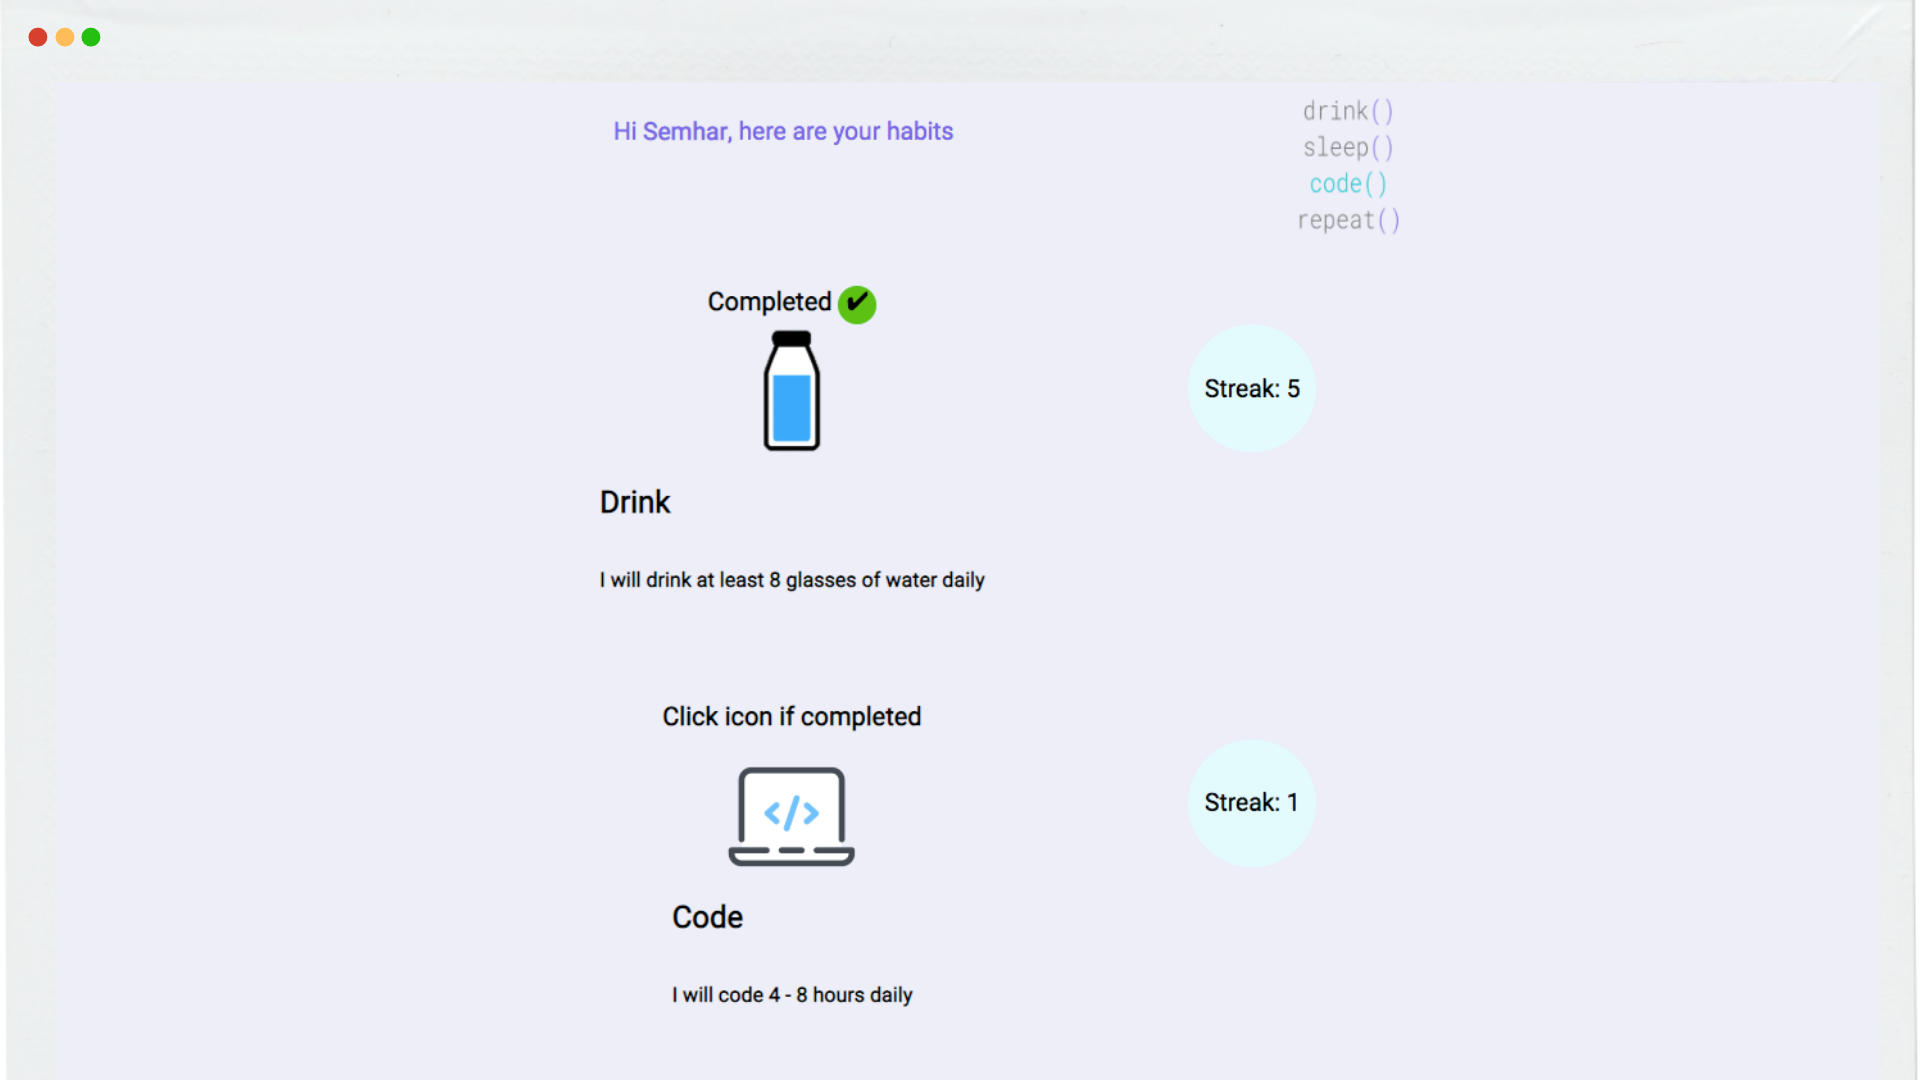 Hi Semhar, here are your habits
drink()
sleep()
code()
repeat()
Completed ✔
Streak: 5
Drink
I will drink at least 8 glasses of water daily
Click icon if completed
</>
Streak: 1
Code
I will code 4 - 8 hours daily